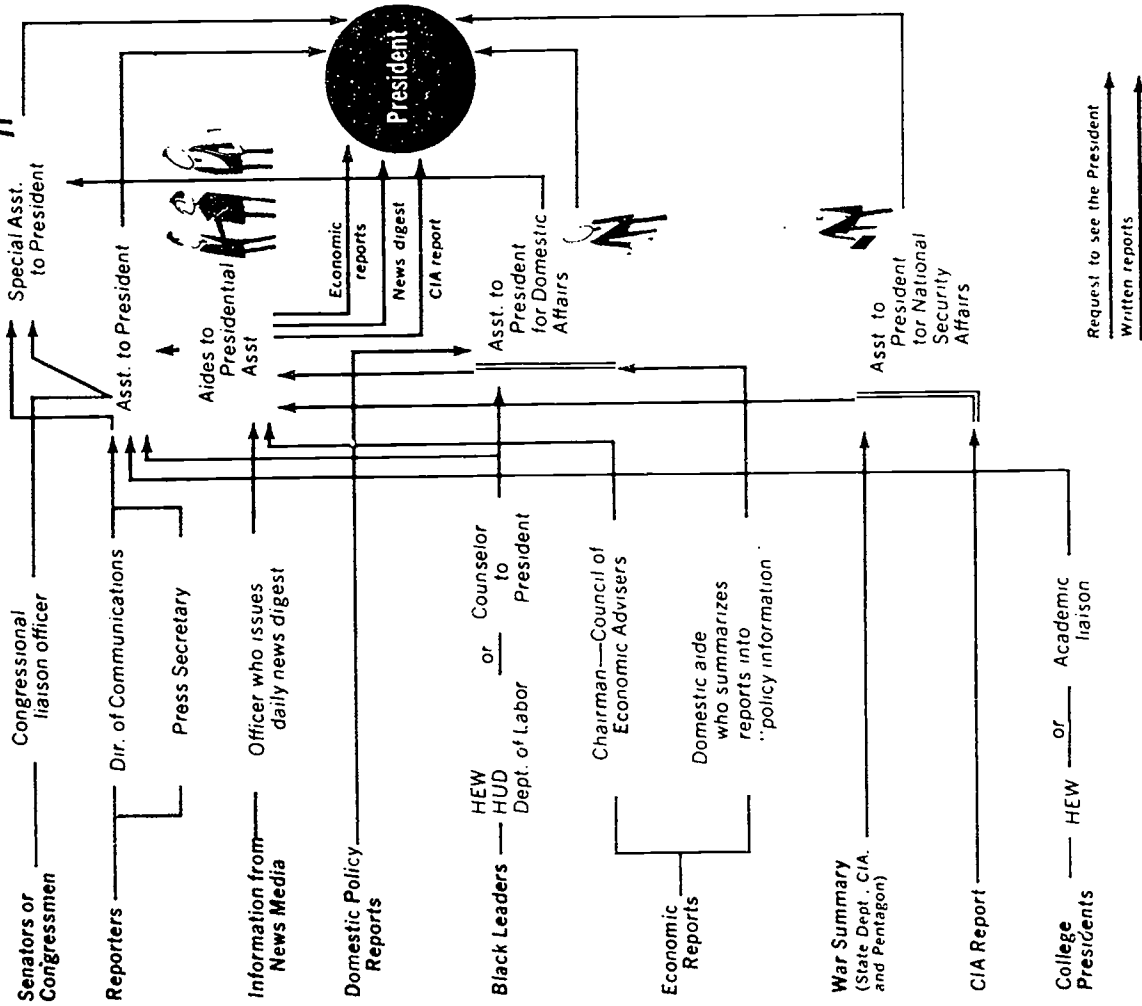 Senators or
Congressmen
Congressional
liaison officer
Special Asst.
to President
Reporters
Dir. of Communications
Press Secretary
Asst. to President
President
Information from
News Media
Officer who issues
daily news digest
Aides to
Presidential
Asst
Economic
reports
News digest
CIA report
Domestic Policy
Reports
Asst. to
President
for Domestic
Affairs
Black Leaders
HEW
HUD
Dept. of Labor
or
Counselor
to
President
Economic
Reports
Chairman—Council of
Economic Advisers
Domestic aide
who summarizes
reports into
"policy information"
War Summary
(State Dept., CIA.
and Pentagon)
Asst to
President
for National
Security
Affairs
CIA Report
College
Presidents
HEW
or
Academic
liaison
Request to see the President
Written reports